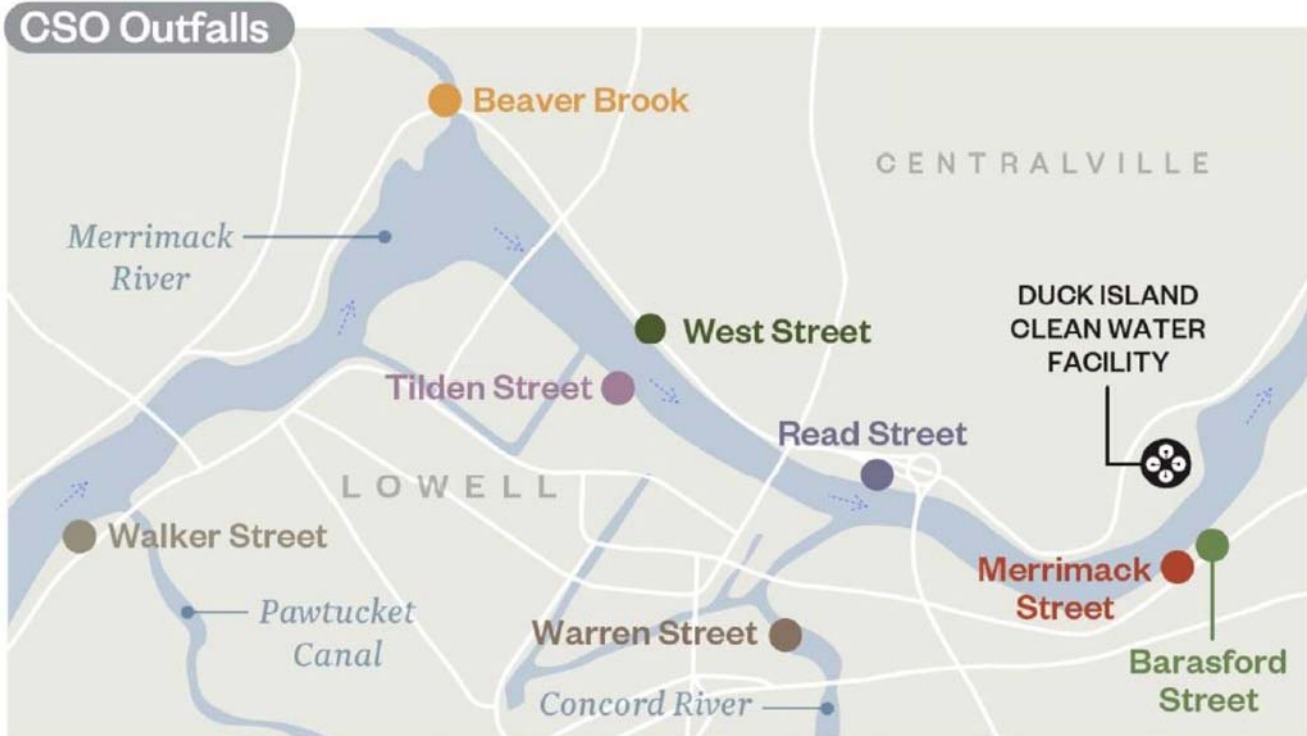 CSO Outfalls
Beaver Brook
CENTRALVILLE
Merrimack
River
DUCK ISLAND
CLEAN WATER
FACILITY
West Street
Tilden Street
Read Street
LOWELL
Walker Street
Merrimack
Street
Pawtucket
Canal
Warren Street
Barasford
Street
Concord River